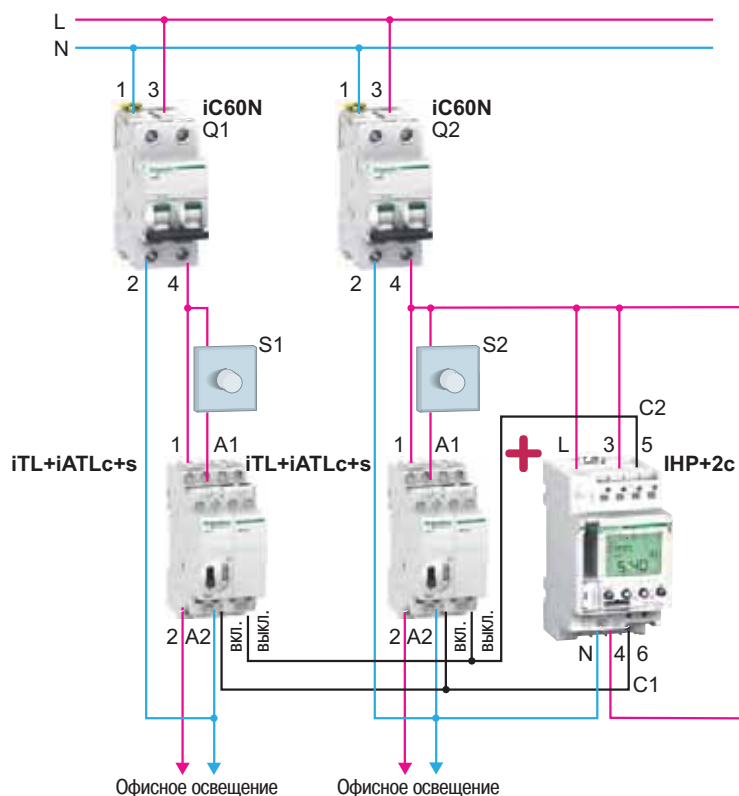 L
N
1 3
iC60N
Q1
1 3
iC60N
Q2
2 4
2 4
S1
S2
C2
1 A1
1 A1
L 3 5
iTL+iATLc+s
iTL+iATLc+s
IHP+2c
5:40
2 A2 ВКЛ. ВЫКЛ.
2 A2 ВКЛ. ВЫКЛ.
N 4 6
C1
Офисное освещение
Офисное освещение